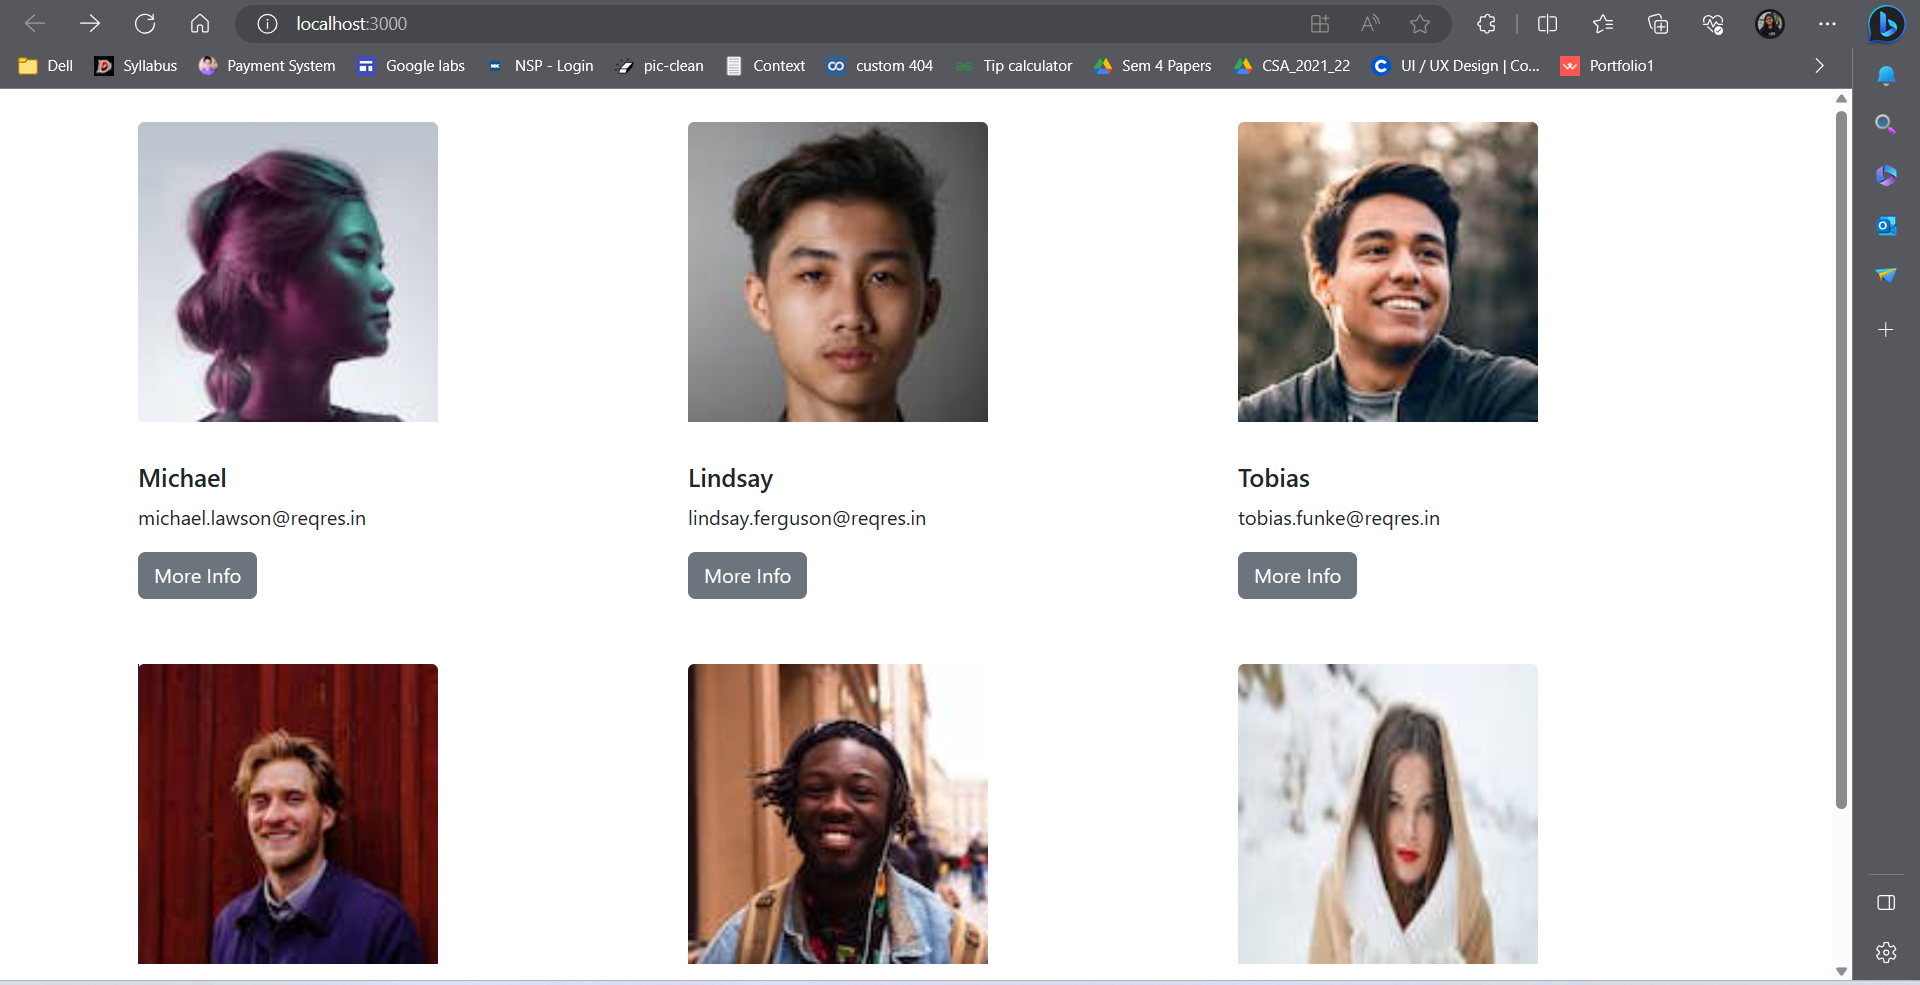 localhost:3000
Dell Syllabus Payment System Google labs NSP - Login pic-clean Context custom 404 Tip calculator Sem 4 Papers CSA_2021_22 UI / UX Design | Co... Portfolio1
Michael Lindsay Tobias
michael.lawson@reqres.in lindsay.ferguson@reqres.in tobias.funke@reqres.in
More Info More Info More Info